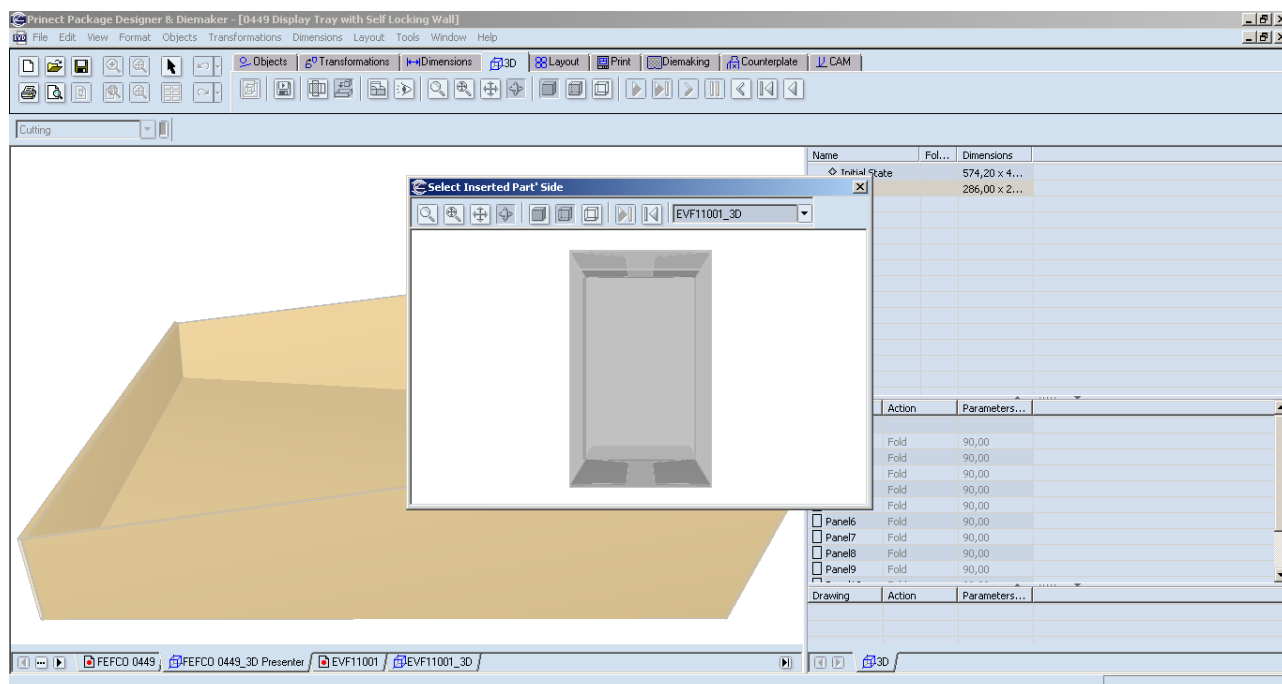 Prinect Package Designer & Diemaker - [0449 Display Tray with Self Locking Wall]
File Edit View Format Objects Transformations Dimensions Layout Tools Window Help
Objects Transformations Dimensions 3D Layout Print Diemaking Counterplate CAM
Cutting
Name Fol... Dimensions
Initial State 574,20 x 4...
286,00 x 2...
Select Inserted Part' Side
EVF11001_3D
Action Parameters...
Fold 90,00
Fold 90,00
Fold 90,00
Fold 90,00
Fold 90,00
Panel6 Fold 90,00
Panel7 Fold 90,00
Panel8 Fold 90,00
Panel9 Fold 90,00
Drawing Action Parameters...
FEFCO 0449 FEFCO 0449_3D Presenter EVF11001 EVF11001_3D
3D